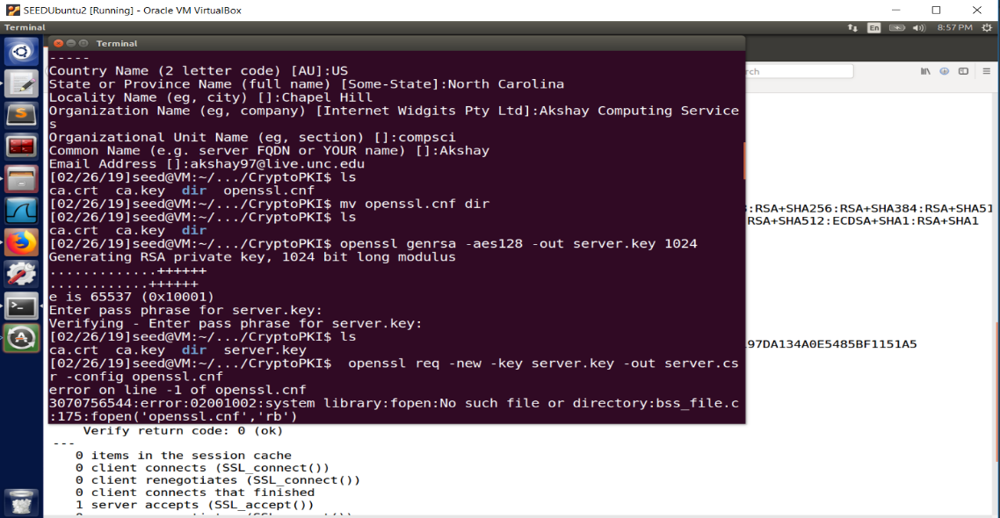 SEEDUbuntu2 [Running] - Oracle VM VirtualBox
Terminal
En
8:57 PM
Terminal
-----
Country Name (2 letter code) [AU]:US
State or Province Name (full name) [Some-State]:North Carolina
Locality Name (eg, city) []:Chapel Hill
Organization Name (eg, company) [Internet Widgits Pty Ltd]:Akshay Computing Service
s
Organizational Unit Name (eg, section) []:compsci
Common Name (e.g. server FQDN or YOUR name) []:Akshay
Email Address []:akshay97@live.unc.edu
[02/26/19]seed@VM:~/.../CryptoPKI$ ls
ca.crt  ca.key  dir  openssl.cnf
[02/26/19]seed@VM:~/.../CryptoPKI$ mv openssl.cnf dir
[02/26/19]seed@VM:~/.../CryptoPKI$ ls
ca.crt  ca.key  dir
[02/26/19]seed@VM:~/.../CryptoPKI$ openssl genrsa -aes128 -out server.key 1024
Generating RSA private key, 1024 bit long modulus
.............++++++
............++++++
e is 65537 (0x10001)
Enter pass phrase for server.key:
Verifying - Enter pass phrase for server.key:
[02/26/19]seed@VM:~/.../CryptoPKI$ ls
ca.crt  ca.key  dir  server.key
[02/26/19]seed@VM:~/.../CryptoPKI$  openssl req -new -key server.key -out server.cs
r -config openssl.cnf
error on line -1 of openssl.cnf
3070756544:error:02001002:system library:fopen:No such file or directory:bss_file.c
:175:fopen('openssl.cnf','rb')
rch
:RSA+SHA256:RSA+SHA384:RSA+SHA51
RSA+SHA512:ECDSA+SHA1:RSA+SHA1
97DA134A0E5485BF1151A5
Verify return code: 0 (ok)
---
0 items in the session cache
0 client connects (SSL_connect())
0 client renegotiates (SSL_connect())
0 client connects that finished
1 server accepts (SSL_accept())